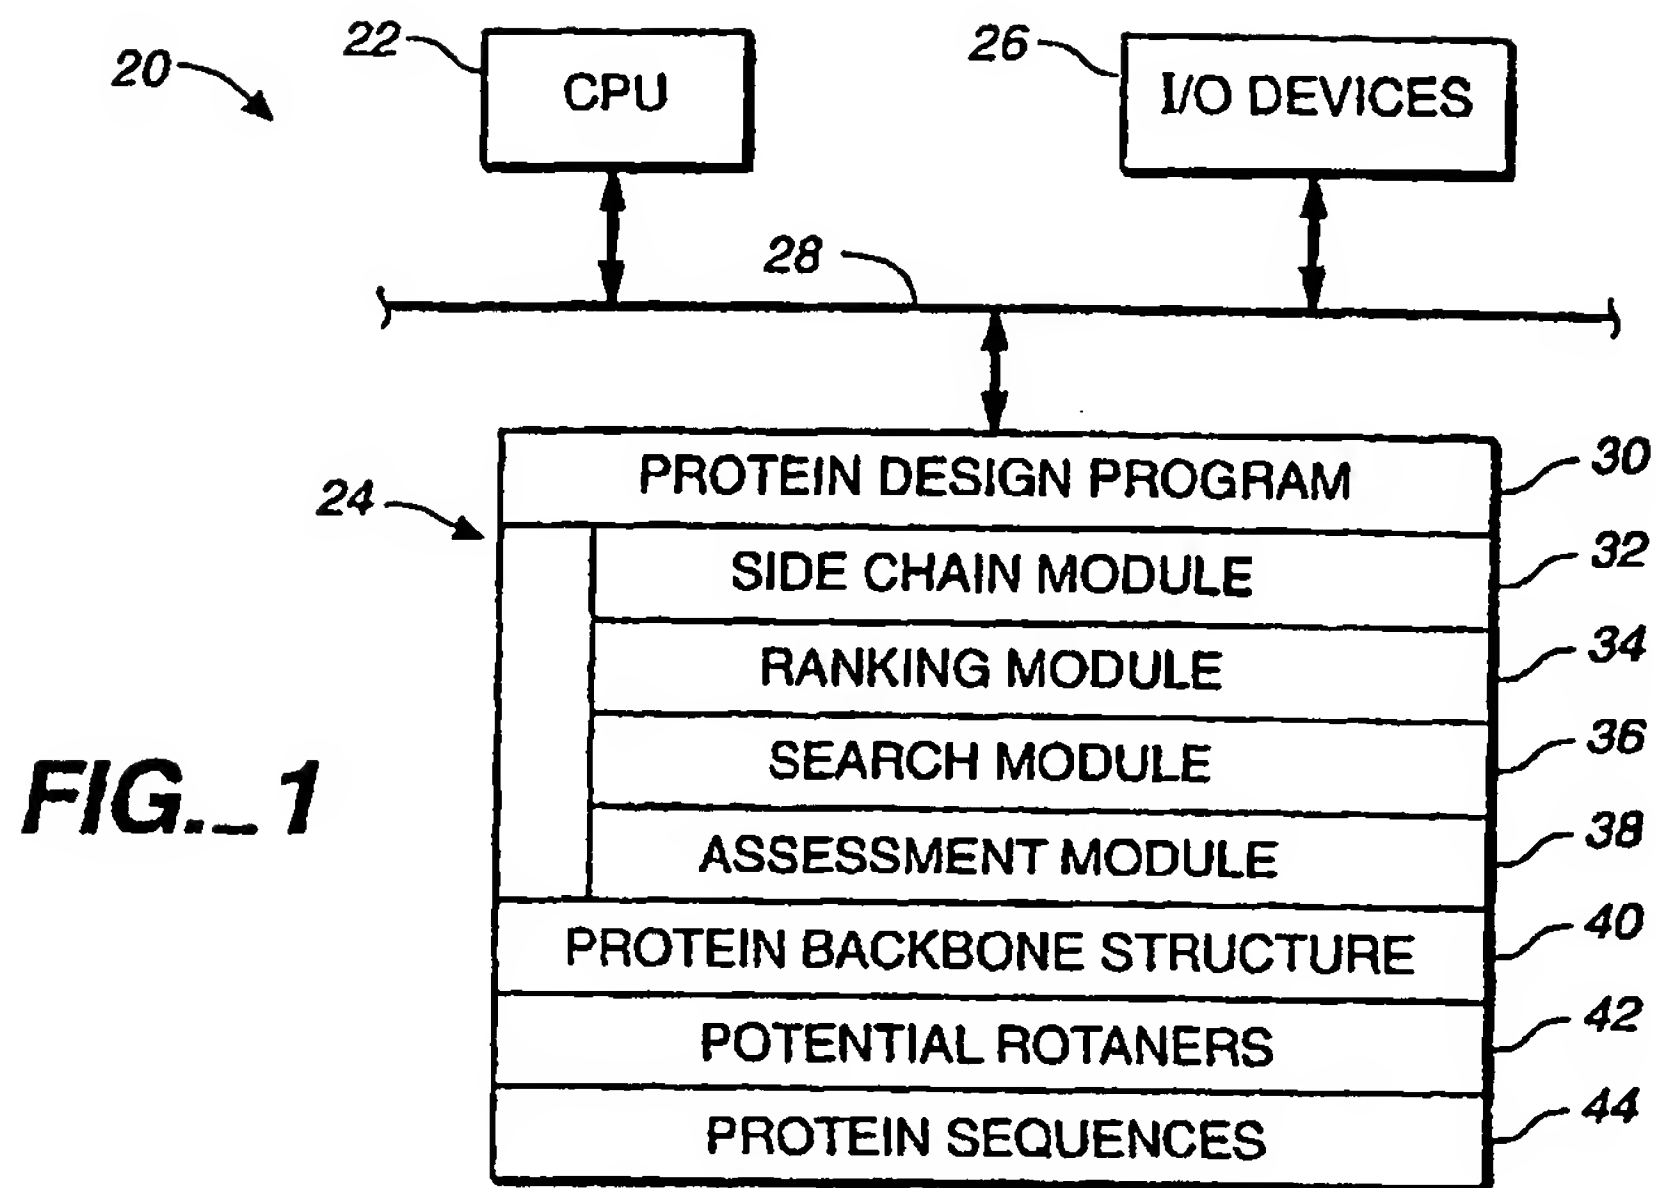 20
22
CPU
26
I/O DEVICES
28
24
PROTEIN DESIGN PROGRAM
30
SIDE CHAIN MODULE
32
RANKING MODULE
34
SEARCH MODULE
36
ASSESSMENT MODULE
38
PROTEIN BACKBONE STRUCTURE
40
POTENTIAL ROTANERS
42
PROTEIN SEQUENCES
44
FIG._1